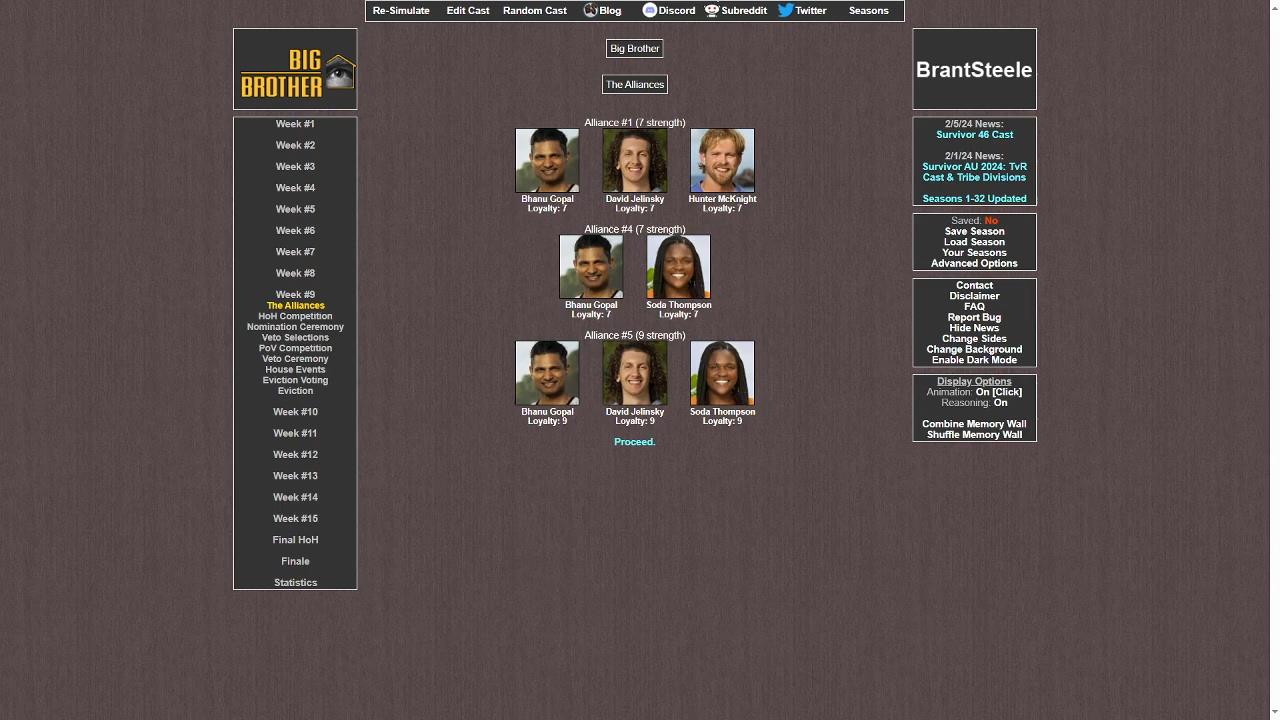 Re-Simulate Edit Cast Random Cast Blog Discord Subreddit Twitter Seasons
BIG
BROTHER
Week #1
Week #2
Week #3
Week #4
Week #5
Week #6
Week #7
Week #8
Week #9
The Alliances
HoH Competition
Nomination Ceremony
Veto Selections
PoV Competition
Veto Ceremony
House Events
Eviction Voting
Eviction
Week #10
Week #11
Week #12
Week #13
Week #14
Week #15
Final HoH
Finale
Statistics
Big Brother
The Alliances
Alliance #1 (7 strength)
Bhanu Gopal David Jelinsky Hunter McKnight
Loyalty: 7 Loyalty: 7 Loyalty: 7
Alliance #4 (7 strength)
Bhanu Gopal Soda Thompson
Loyalty: 7 Loyalty: 7
Alliance #5 (9 strength)
Bhanu Gopal David Jelinsky Soda Thompson
Loyalty: 9 Loyalty: 9 Loyalty: 9
Proceed.
BrantSteele
2/5/24 News:
Survivor 46 Cast
2/1/24 News:
Survivor AU 2024: TvR
Cast & Tribe Divisions
Seasons 1-32 Updated
Saved: No
Save Season
Load Season
Your Seasons
Advanced Options
Contact
Disclaimer
FAQ
Report Bug
Hide News
Change Sides
Change Background
Enable Dark Mode
Display Options
Animation: On [Click]
Reasoning: On
Combine Memory Wall
Shuffle Memory Wall